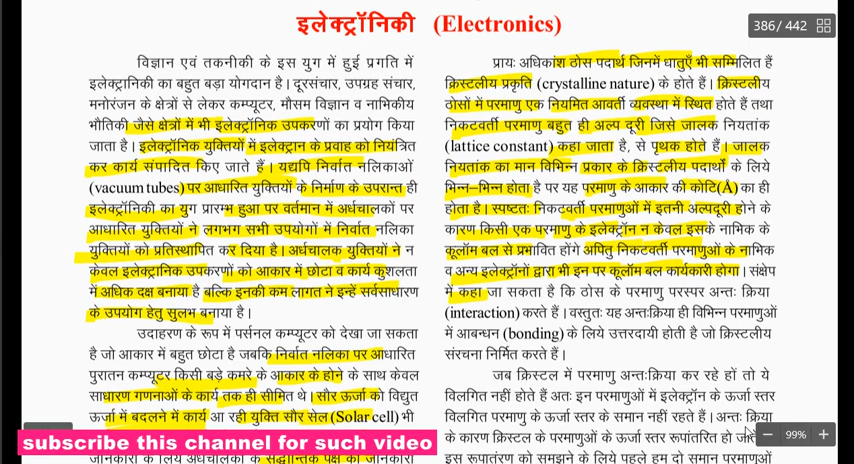 इलेक्ट्रॉनिकी (Electronics)
386 / 442
विज्ञान एवं तकनीकी के इस युग में हुई प्रगति में
इलेक्ट्रानिकी का बहुत बड़ा योगदान है। दूरसंचार, उपग्रह संचार,
मनोरंजन के क्षेत्रों से लेकर कम्प्यूटर, मौसम विज्ञान व नाभिकीय
भौतिकी जैसे क्षेत्रों में भी इलेक्ट्रॉनिक उपकरणों का प्रयोग किया
जाता है। इलेक्ट्रॉनिक युक्तियों में इलेक्ट्रान के प्रवाह को नियंत्रित
कर कार्य संपादित किए जाते हैं। यद्यपि निर्वात नलिकाओं
(vacuum tubes) पर आधारित युक्तियों के निर्माण के उपरान्त ही
इलेक्ट्रॉनिकी का युग प्रारम्भ हुआ पर वर्तमान में अर्धचालकों पर
आधारित युक्तियों ने लगभग सभी उपयोगों में निर्वात नलिका
युक्तियों को प्रतिस्थापित कर दिया है। अर्धचालक युक्तियों ने न
केवल इलेक्ट्रानिक उपकरणों को आकार में छोटा व कार्य कुशलता
में अधिक दक्ष बनाया है बल्कि इनकी कम लागत ने इन्हें सर्वसाधारण
के उपयोग हेतु सुलभ बनाया है।
उदाहरण के रूप में पर्सनल कम्प्यूटर को देखा जा सकता
है जो आकार में बहुत छोटा है जबकि निर्वात नलिका पर आधारित
पुरातन कम्प्यूटर किसी बड़े कमरे के आकार के होने के साथ केवल
साधारण गणनाओं के कार्य तक ही सीमित थे। सौर ऊर्जा को विद्युत
ऊर्जा में बदलने में कार्य आ रही युक्ति सौर सेल (Solar cell) भी
subscribe this channel for such video
जानकारी के लिये अर्धचालकों के सैद्धान्तिक पक्ष की जानकारी
प्रायः अधिकांश ठोस पदार्थ जिनमें धातुएँ भी सम्मिलित हैं
क्रिस्टलीय प्रकृति (crystalline nature) के होते हैं। क्रिस्टलीय
ठोसों में परमाणु एक नियमित आवर्ती व्यवस्था में स्थित होते हैं तथा
निकटवर्ती परमाणु बहुत ही अल्प दूरी जिसे जालक नियतांक
(lattice constant) कहा जाता है, से पृथक होते हैं। जालक
नियतांक का मान विभिन्न प्रकार के क्रिस्टलीय पदार्थों के लिये
भिन्न–भिन्न होता है पर यह परमाणु के आकार की कोटि(Å) का ही
होता है। स्पष्टतः निकटवर्ती परमाणुओं में इतनी अल्पदूरी होने के
कारण किसी एक परमाणु के इलेक्ट्रॉन न केवल इसके नाभिक के
कूलॉम बल से प्रभावित होंगे अपितु निकटवर्ती परमाणुओं के नाभिक
व अन्य इलेक्ट्रॉनों द्वारा भी इन पर कूलॉम बल कार्यकारी होगा। संक्षेप
में कहा जा सकता है कि ठोस के परमाणु परस्पर अन्तः क्रिया
(interaction) करते हैं। वस्तुतः यह अन्तःक्रिया ही विभिन्न परमाणुओं
में आबन्धन (bonding) के लिये उत्तरदायी होती है जो क्रिस्टलीय
संरचना निर्मित करते हैं।
जब क्रिस्टल में परमाणु अन्तःक्रिया कर रहे हों तो ये
विलगित नहीं होते हैं अतः इन परमाणुओं में इलेक्ट्रॉन के ऊर्जा स्तर
विलगित परमाणु के ऊर्जा स्तर के समान नहीं रहते हैं। अन्तः क्रिया
के कारण क्रिस्टल के परमाणुओं के ऊर्जा स्तर रूपांतरित हो
इस रूपातंरण को समझने के लिये पहले हम दो समान परमाणुओं
99%